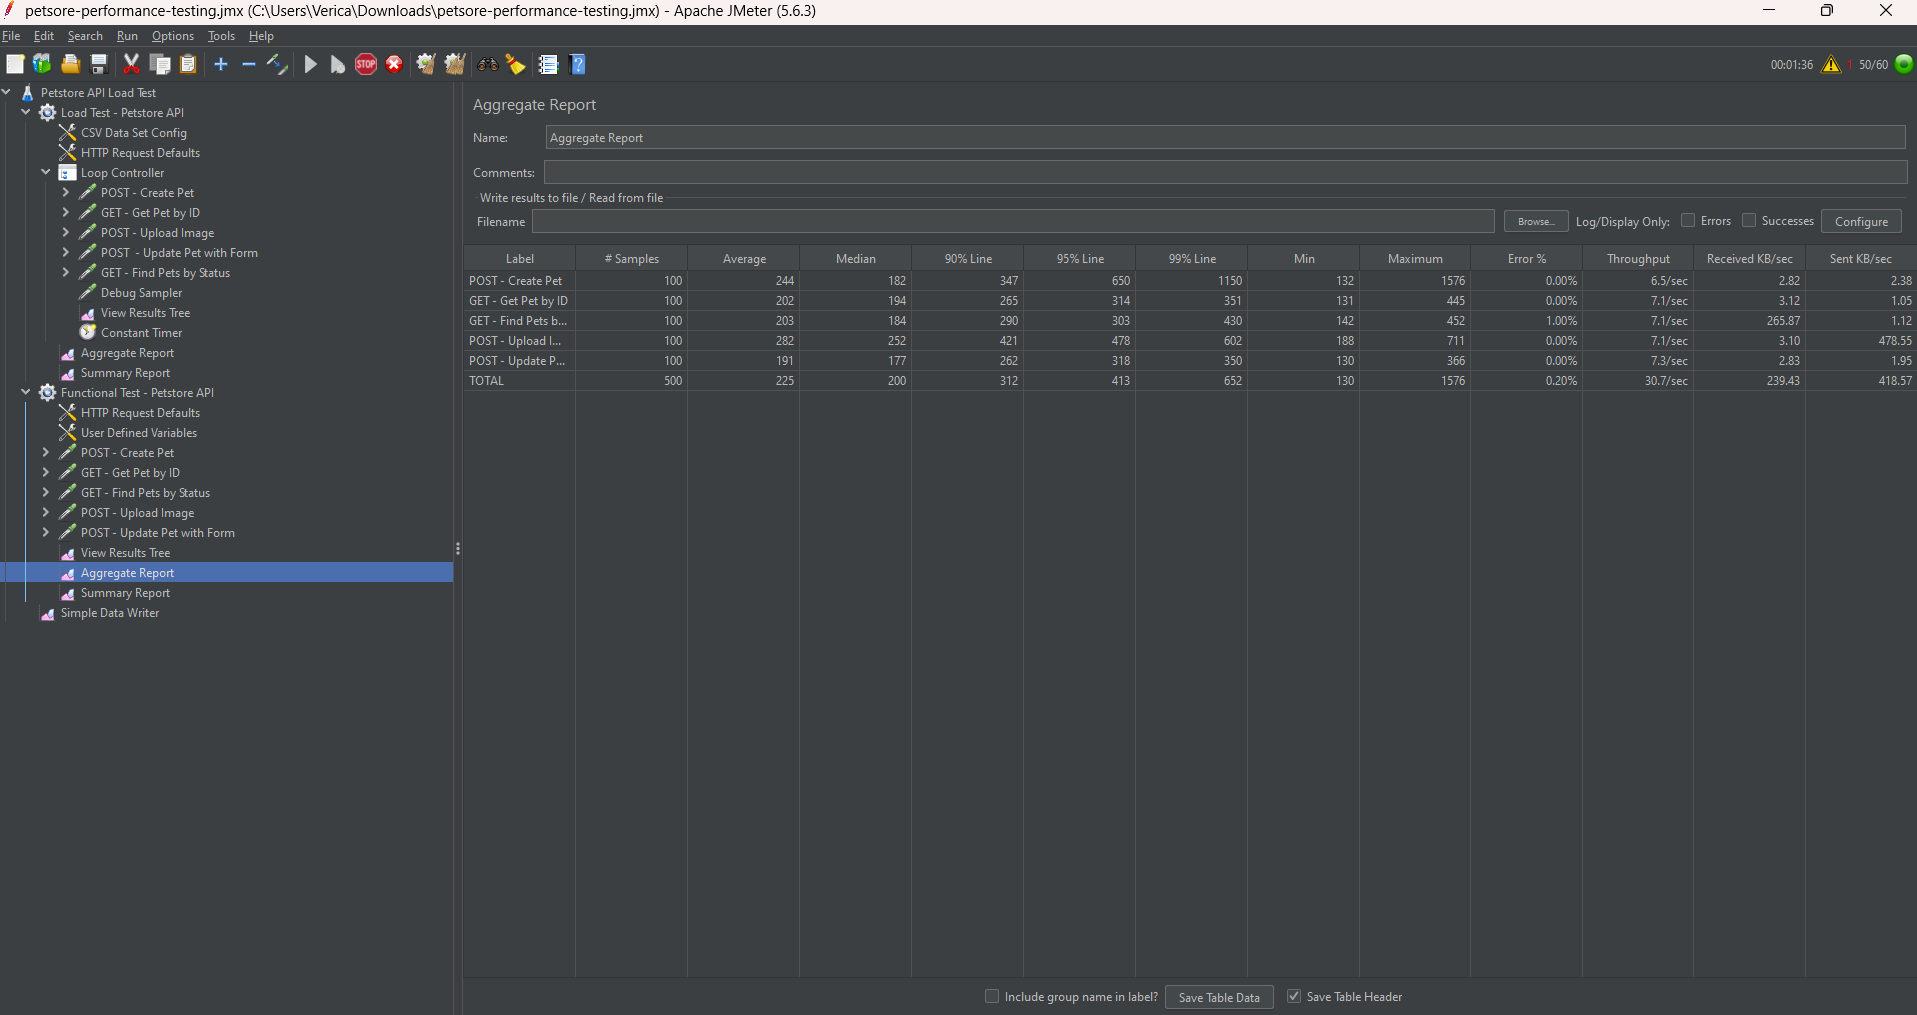 petsore-performance-testing.jmx (C:\Users\Verica\Downloads\petsore-performance-testing.jmx) - Apache JMeter (5.6.3)
File Edit Search Run Options Tools Help
STOP 00:01:36 1 50/60
Petstore API Load Test
Load Test - Petstore API
CSV Data Set Config
HTTP Request Defaults
Loop Controller
POST - Create Pet
GET - Get Pet by ID
POST - Upload Image
POST - Update Pet with Form
GET - Find Pets by Status
Debug Sampler
View Results Tree
Constant Timer
Aggregate Report
Summary Report
Functional Test - Petstore API
HTTP Request Defaults
User Defined Variables
POST - Create Pet
GET - Get Pet by ID
GET - Find Pets by Status
POST - Upload Image
POST - Update Pet with Form
View Results Tree
Aggregate Report
Summary Report
Simple Data Writer
Aggregate Report
Name: Aggregate Report
Comments:
Write results to file / Read from file
Filename Browse... Log/Display Only: Errors Successes Configure
Label # Samples Average Median 90% Line 95% Line 99% Line Min Maximum Error % Throughput Received KB/sec Sent KB/sec
POST - Create Pet 100 244 182 347 650 1150 132 1576 0.00% 6.5/sec 2.82 2.38
GET - Get Pet by ID 100 202 194 265 314 351 131 445 0.00% 7.1/sec 3.12 1.05
GET - Find Pets b... 100 203 184 290 303 430 142 452 1.00% 7.1/sec 265.87 1.12
POST - Upload I... 100 282 252 421 478 602 188 711 0.00% 7.1/sec 3.10 478.55
POST - Update P... 100 191 177 262 318 350 130 366 0.00% 7.3/sec 2.83 1.95
TOTAL 500 225 200 312 413 652 130 1576 0.20% 30.7/sec 239.43 418.57
Include group name in label? Save Table Data Save Table Header